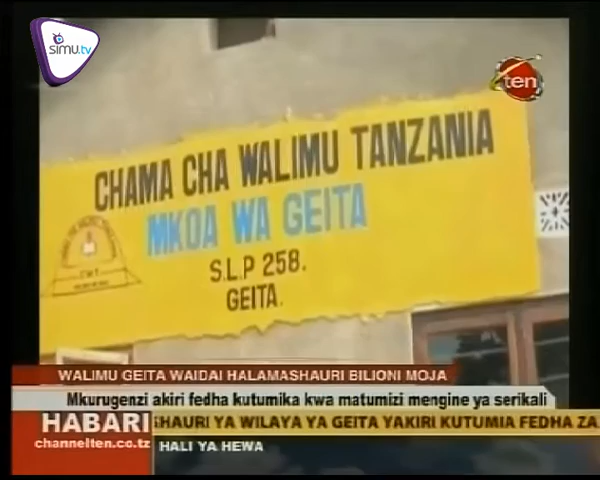 simu.tv
ten
CHAMA CHA WALIMU TANZANIA
MKOA WA GEITA
S.L.P 258.
GEITA.
WALIMU GEITA WAIDAI HALAMASHAURI BILIONI MOJA
Mkurugenzi akiri fedha kutumika kwa matumizi mengine ya serikali
HABARI
SHAURI YA WILAYA YA GEITA YAKIRI KUTUMIA FEDHA ZA
channelten.co.tz
HALI YA HEWA